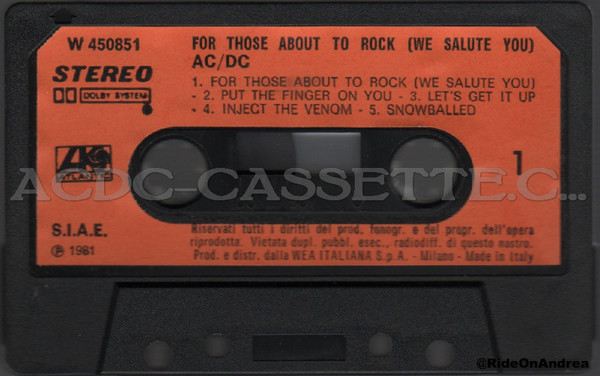 W 450851
FOR THOSE ABOUT TO ROCK (WE SALUTE YOU)
AC/DC
STEREO
DOLBY SYSTEM
1. FOR THOSE ABOUT TO ROCK (WE SALUTE YOU)
- 2. PUT THE FINGER ON YOU - 3. LET'S GET IT UP
- 4. INJECT THE VENOM - 5. SNOWBALLED
ATLANTIC
1
ACDC-CASSETTE.C...
S.I.A.E.
℗ 1981
Riservati tutti i diritti del prod. fonogr. e del propr. dell'opera
riprodotta. Vietata dupl. pubbl. esec., radiodiff. di questo nastro.
Prod. e distr. dalla WEA ITALIANA S.p.A. - Milano - Made in Italy
@RideOnAndrea